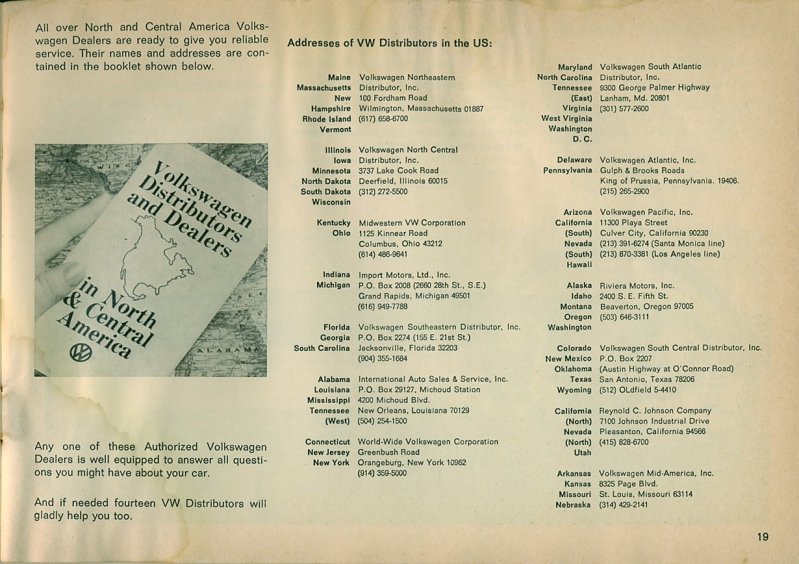 All over North and Central America Volks-
wagen Dealers are ready to give you reliable
service. Their names and addresses are con-
tained in the booklet shown below.
Volkswagen
Distributors
and Dealers
in North
& Central
America
ALABAMA
Any one of these Authorized Volkswagen
Dealers is well equipped to answer all questi-
ons you might have about your car.
And if needed fourteen VW Distributors will
gladly help you too.
Addresses of VW Distributors in the US:
Maine Volkswagen Northeastern
Massachusetts Distributor, Inc.
New 100 Fordham Road
Hampshire Wilmington, Massachusetts 01887
Rhode Island (617) 658-6700
Vermont
Illinois Volkswagen North Central
Iowa Distributor, Inc.
Minnesota 3737 Lake Cook Road
North Dakota Deerfield, Illinois 60015
South Dakota (312) 272-5500
Wisconsin
Kentucky Midwestern VW Corporation
Ohio 1125 Kinnear Road
Columbus, Ohio 43212
(614) 486-9641
Indiana Import Motors, Ltd., Inc.
Michigan P.O. Box 2008 (2660 28th St., S.E.)
Grand Rapids, Michigan 49501
(616) 949-7788
Florida Volkswagen Southeastern Distributor, Inc.
Georgia P.O. Box 2274 (155 E. 21st St.)
South Carolina Jacksonville, Florida 32203
(904) 355-1684
Alabama International Auto Sales & Service, Inc.
Louisiana P.O. Box 29127, Michoud Station
Mississippi 4200 Michoud Blvd.
Tennessee New Orleans, Louisiana 70129
(West) (504) 254-1500
Connecticut World-Wide Volkswagen Corporation
New Jersey Greenbush Road
New York Orangeburg, New York 10962
(914) 359-5000
Maryland Volkswagen South Atlantic
North Carolina Distributor, Inc.
Tennessee 9300 George Palmer Highway
(East) Lanham, Md. 20801
Virginia (301) 577-2600
West Virginia
Washington
D. C.
Delaware Volkswagen Atlantic, Inc.
Pennsylvania Gulph & Brooks Roads
King of Prussia, Pennsylvania. 19406.
(215) 265-2900
Arizona Volkswagen Pacific, Inc.
California 11300 Playa Street
(South) Culver City, California 90230
Nevada (213) 391-6274 (Santa Monica line)
(South) (213) 870-3381 (Los Angeles line)
Hawaii
Alaska Riviera Motors, Inc.
Idaho 2400 S. E. Fifth St.
Montana Beaverton, Oregon 97005
Oregon (503) 646-3111
Washington
Colorado Volkswagen South Central Distributor, Inc.
New Mexico P.O. Box 2207
Oklahoma (Austin Highway at O'Connor Road)
Texas San Antonio, Texas 78206
Wyoming (512) OLdfield 5-4410
California Reynold C. Johnson Company
(North) 7100 Johnson Industrial Drive
Nevada Pleasanton, California 94566
(North) (415) 828-6700
Utah
Arkansas Volkswagen Mid-America, Inc.
Kansas 8325 Page Blvd.
Missouri St. Louis, Missouri 63114
Nebraska (314) 429-2141
19